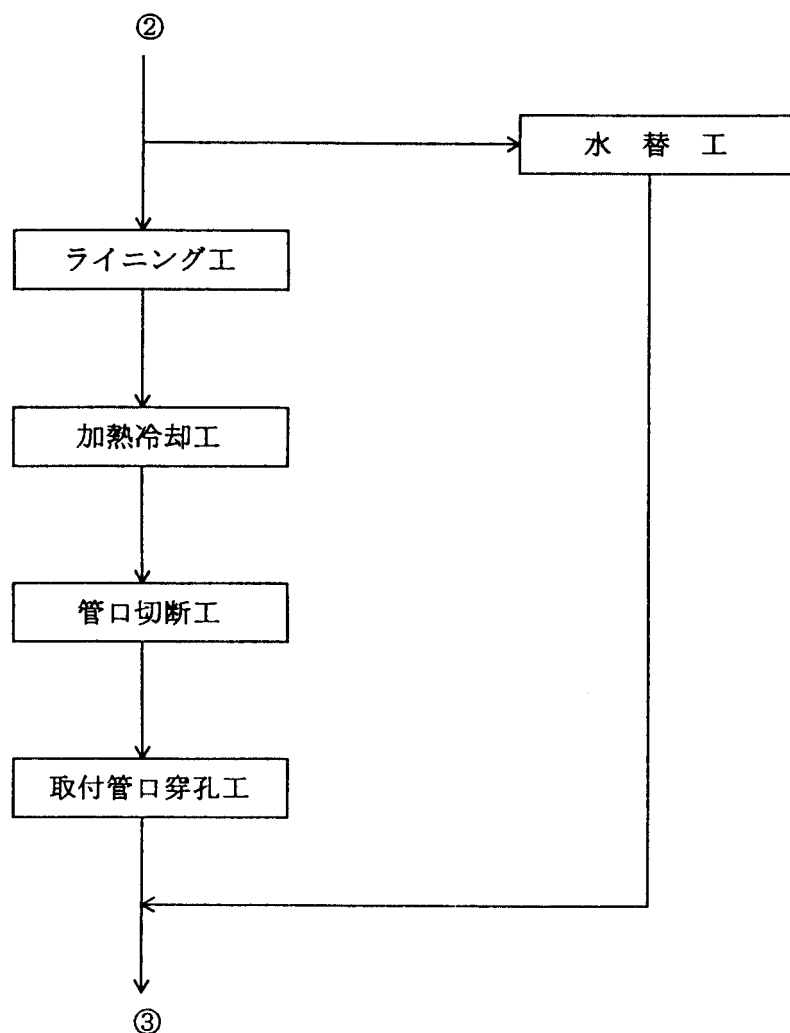 ②
水　替　工
ライニング工
加熱冷却工
管口切断工
取付管口穿孔工
③